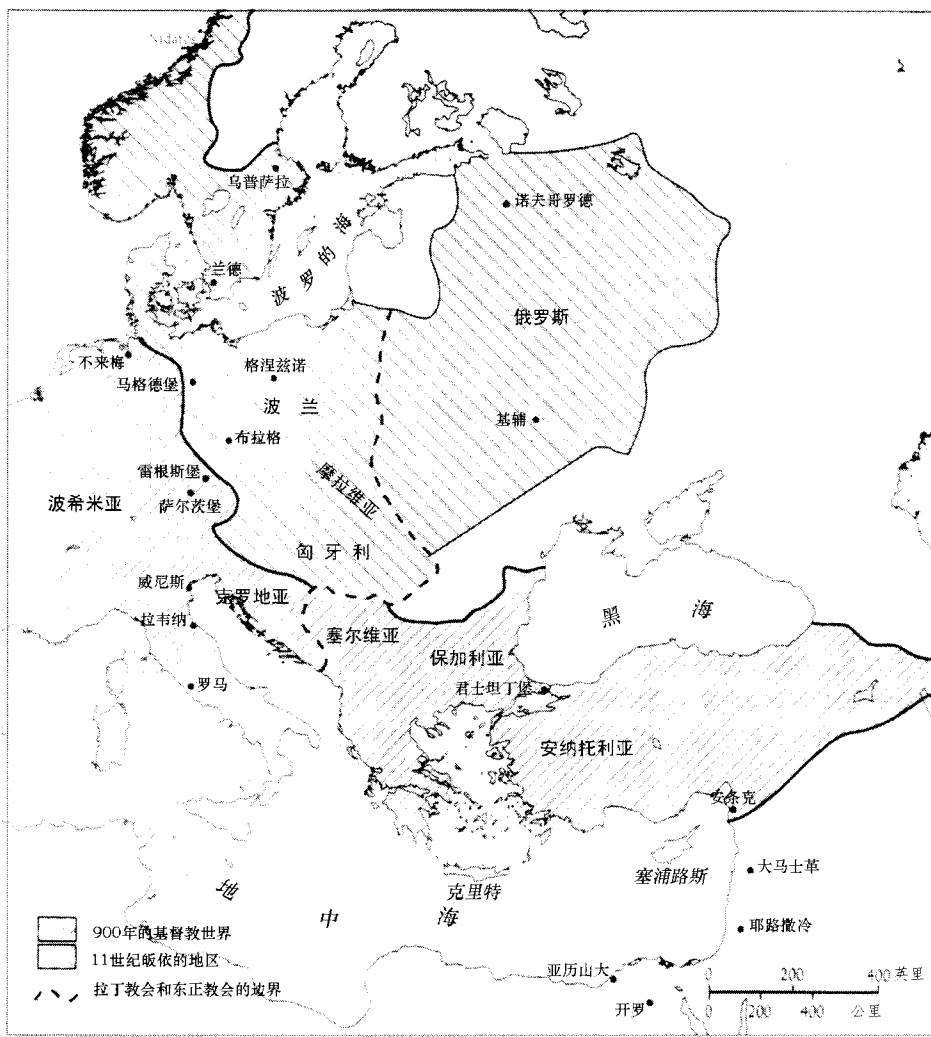 乌普萨拉
诺夫哥罗德
波罗的海
兰德
俄罗斯
不来梅
格涅兹诺
马格德堡
波 兰
基辅
布拉格
雷根斯堡
摩拉维亚
波希米亚
萨尔茨堡
匈 牙 利
威尼斯
克罗地亚
黑 海
拉韦纳
塞尔维亚
保加利亚
罗马
君士坦丁堡
安纳托利亚
安条克
大马士革
塞浦路斯
克里特
地 中 海
900年的基督教世界
耶路撒冷
11世纪皈依的地区
拉丁教会和东正教会的边界
亚历山大
0 200 400 英里
开罗
0 200 400 公里